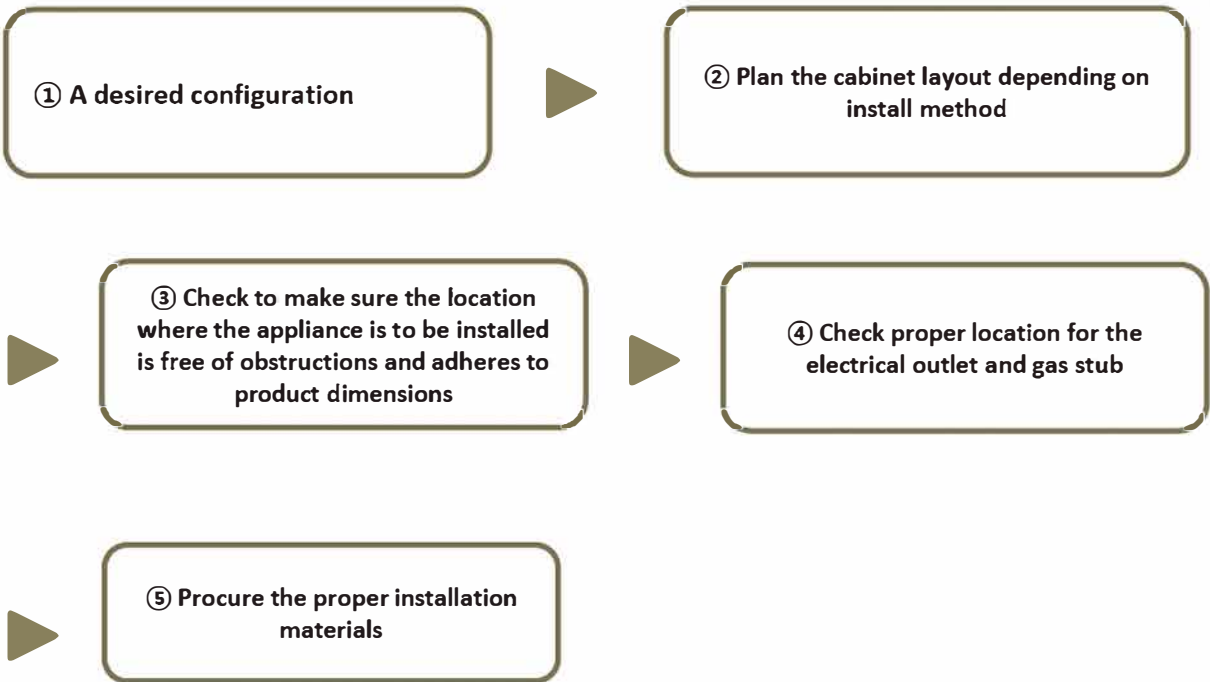 ① A desired configuration
② Plan the cabinet layout depending on
install method
③ Check to make sure the location
where the appliance is to be installed
is free of obstructions and adheres to
product dimensions
④ Check proper location for the
electrical outlet and gas stub
⑤ Procure the proper installation
materials